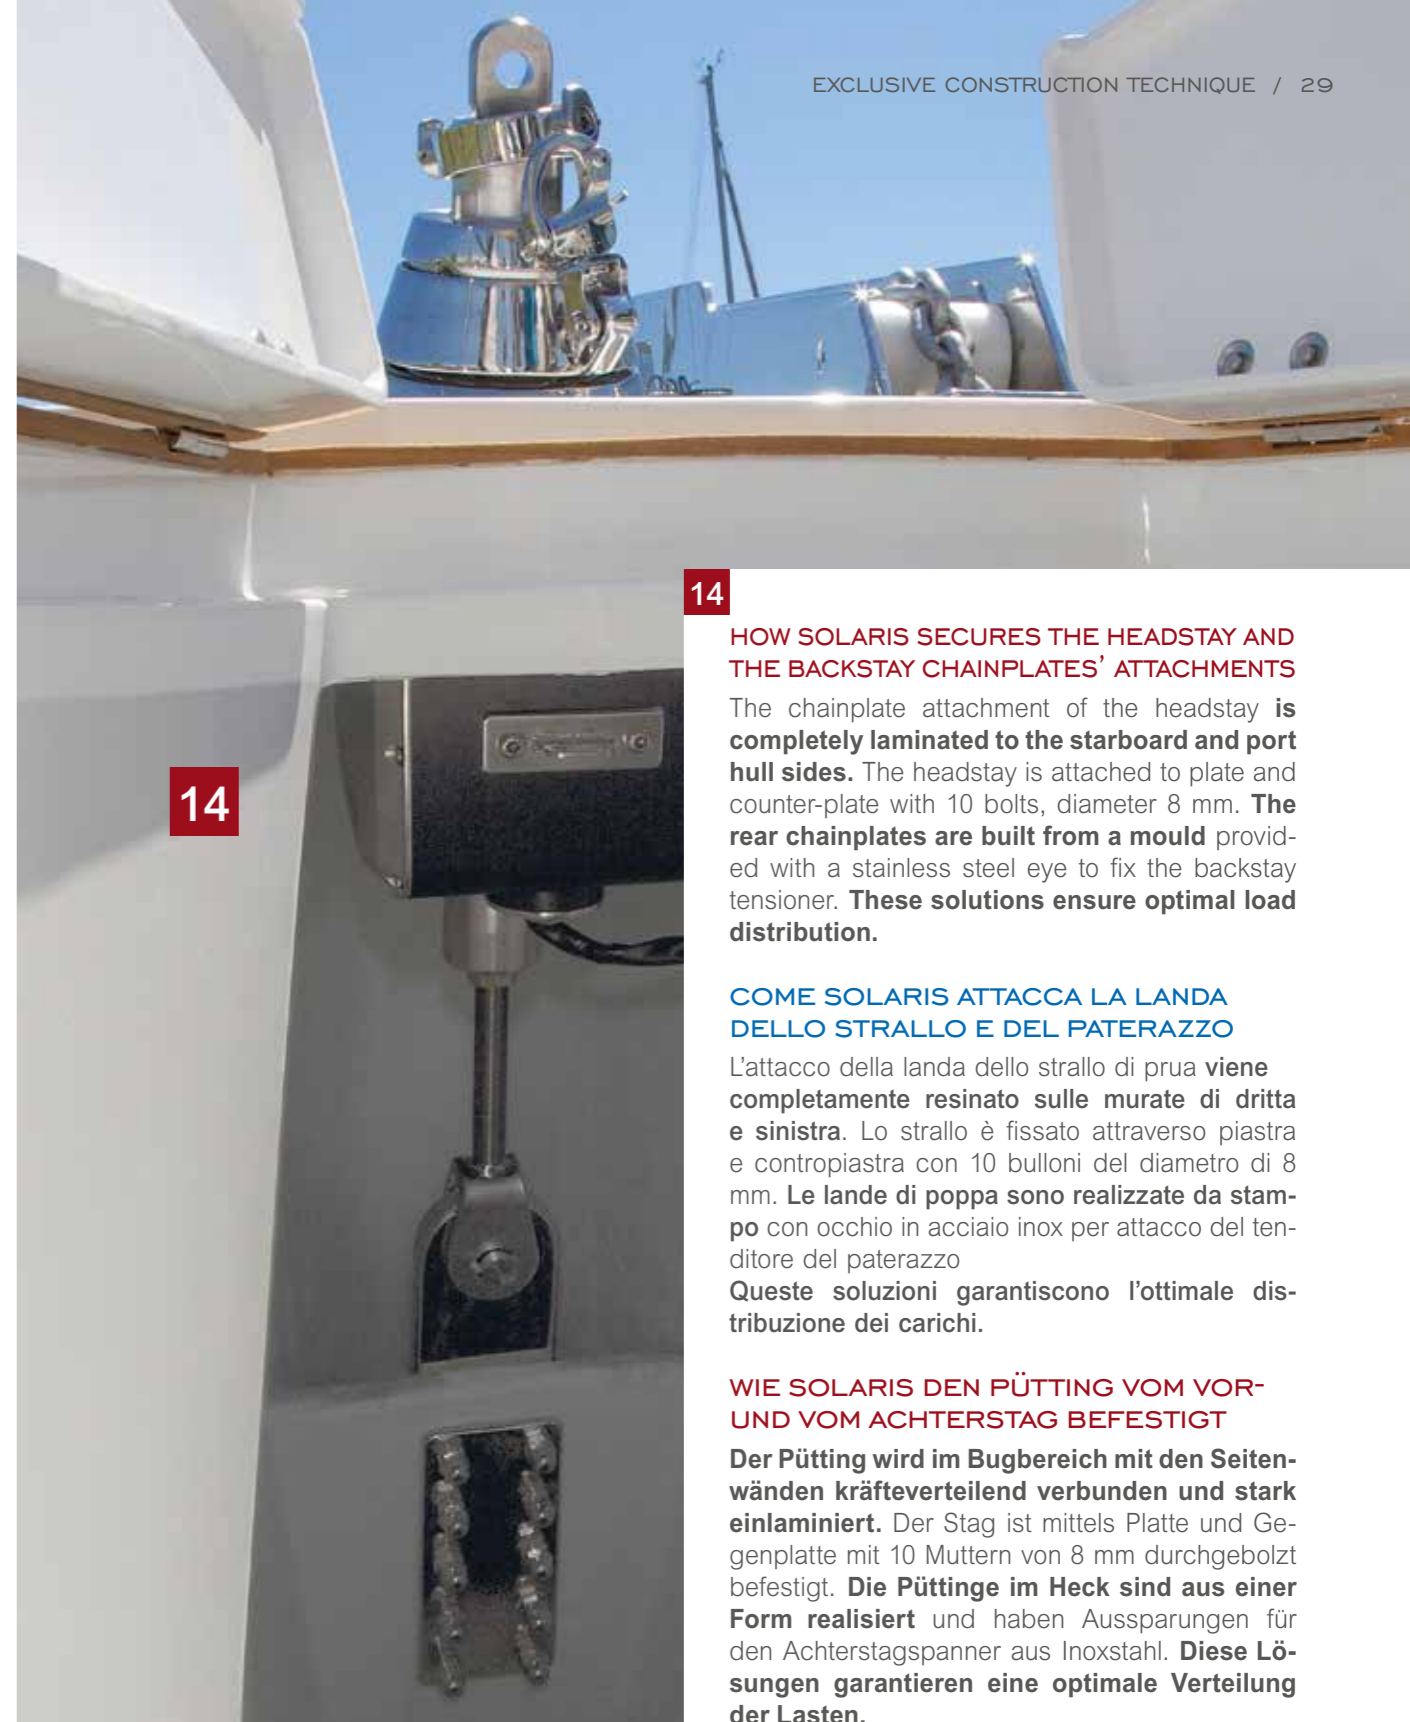 EXCLUSIVE CONSTRUCTION TECHNIQUE / 29
14
HOW SOLARIS SECURES THE HEADSTAY AND
THE BACKSTAY CHAINPLATES' ATTACHMENTS
The chainplate attachment of the headstay is
completely laminated to the starboard and port
hull sides. The headstay is attached to plate and
counter-plate with 10 bolts, diameter 8 mm. The
rear chainplates are built from a mould provid-
ed with a stainless steel eye to fix the backstay
tensioner. These solutions ensure optimal load
distribution.
14
COME SOLARIS ATTACCA LA LANDA
DELLO STRALLO E DEL PATERAZZO
L'attacco della landa dello strallo di prua viene
completamente resinato sulle murate di dritta
e sinistra. Lo strallo è fissato attraverso piastra
e contropiastra con 10 bulloni del diametro di 8
mm. Le lande di poppa sono realizzate da stam-
po con occhio in acciaio inox per attacco del ten-
ditore del paterazzo
Queste soluzioni garantiscono l'ottimale dis-
tribuzione dei carichi.
WIE SOLARIS DEN PÜTTING VOM VOR-
UND VOM ACHTERSTAG BEFESTIGT
Der Pütting wird im Bugbereich mit den Seiten-
wänden kräfteverteilend verbunden und stark
einlaminiert. Der Stag ist mittels Platte und Ge-
genplatte mit 10 Muttern von 8 mm durchgebolzt
befestigt. Die Püttinge im Heck sind aus einer
Form realisiert und haben Aussparungen für
den Achterstagspanner aus Inoxstahl. Diese Lö-
sungen garantieren eine optimale Verteilung
der Lasten.